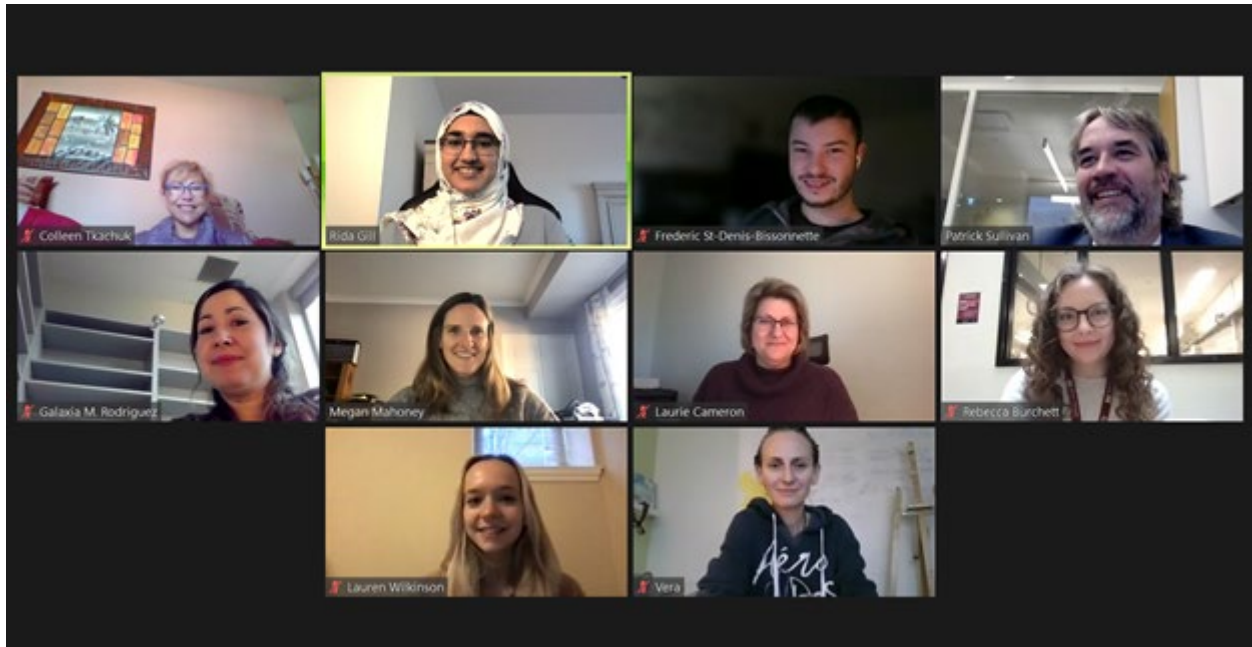 Colleen Tkachuk
Rida Gill
Frederic St-Denis-Bissonnette
Patrick Sullivan
Galaxia M. Rodriguez
Megan Mahoney
Laurie Cameron
Rebecca Burchett
Lauren Wilkinson
Vera
Aéro